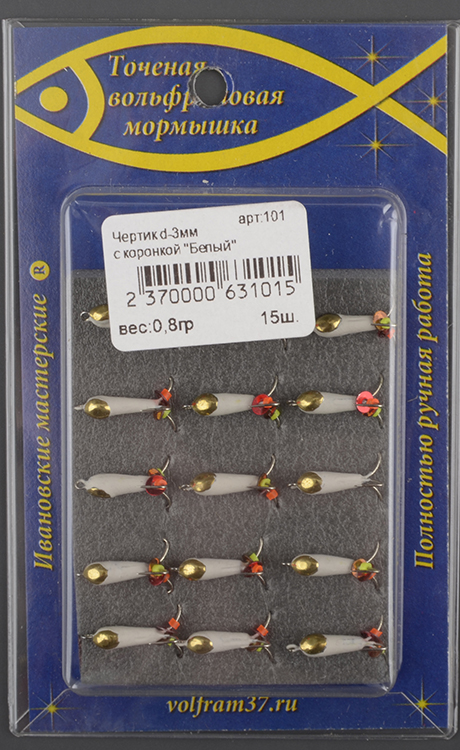 Точеная
вольфрамовая
мормышка
Чертик d-3мм арт:101
с коронкой "Белый"
2 370000 631015
вес:0,8гр 15ш.
Ивановские мастерские ®
Полностью ручная работа
volfram37.ru